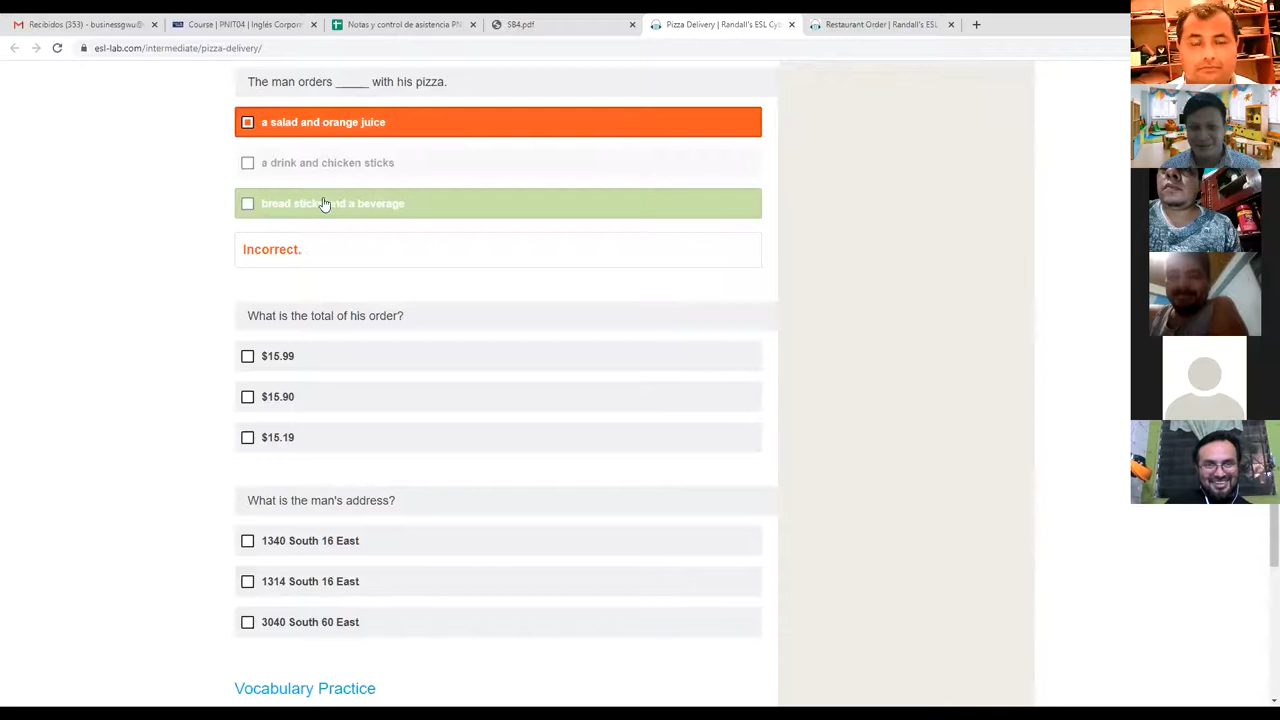 Recibidos (353) - businessgwu@
Course | PNIT04 | Inglés Corpor
Notas y control de asistencia P
SB4.pdf
Pizza Delivery | Randall's ESL Cy
Restaurant Order | Randall's ESL
esl-lab.com/intermediate/pizza-delivery/
The man orders _____ with his pizza.
a salad and orange juice
a drink and chicken sticks
bread sticks and a beverage
Incorrect.
What is the total of his order?
$15.99
$15.90
$15.19
What is the man's address?
1340 South 16 East
1314 South 16 East
3040 South 60 East
Vocabulary Practice